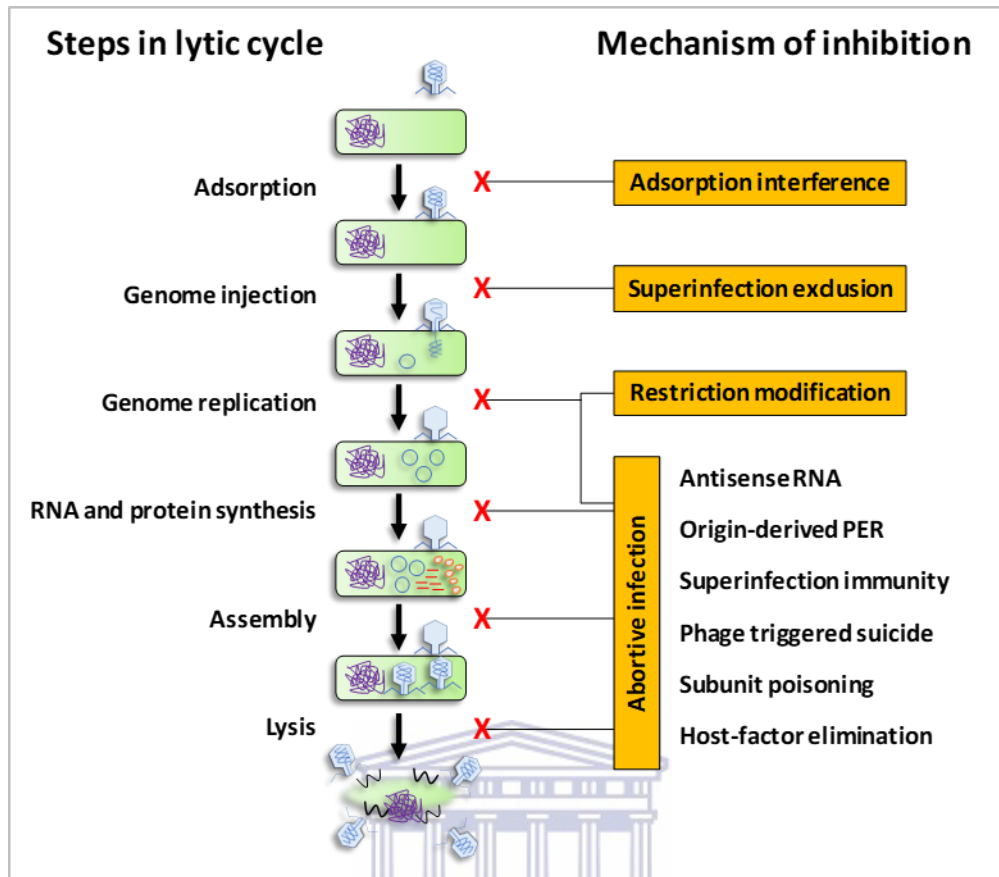 Steps in lytic cycle
Mechanism of inhibition
Adsorption
X
Adsorption interference
Genome injection
X
Superinfection exclusion
Genome replication
X
Restriction modification
RNA and protein synthesis
X
Assembly
X
Lysis
X
Abortive infection
Antisense RNA
Origin-derived PER
Superinfection immunity
Phage triggered suicide
Subunit poisoning
Host-factor elimination